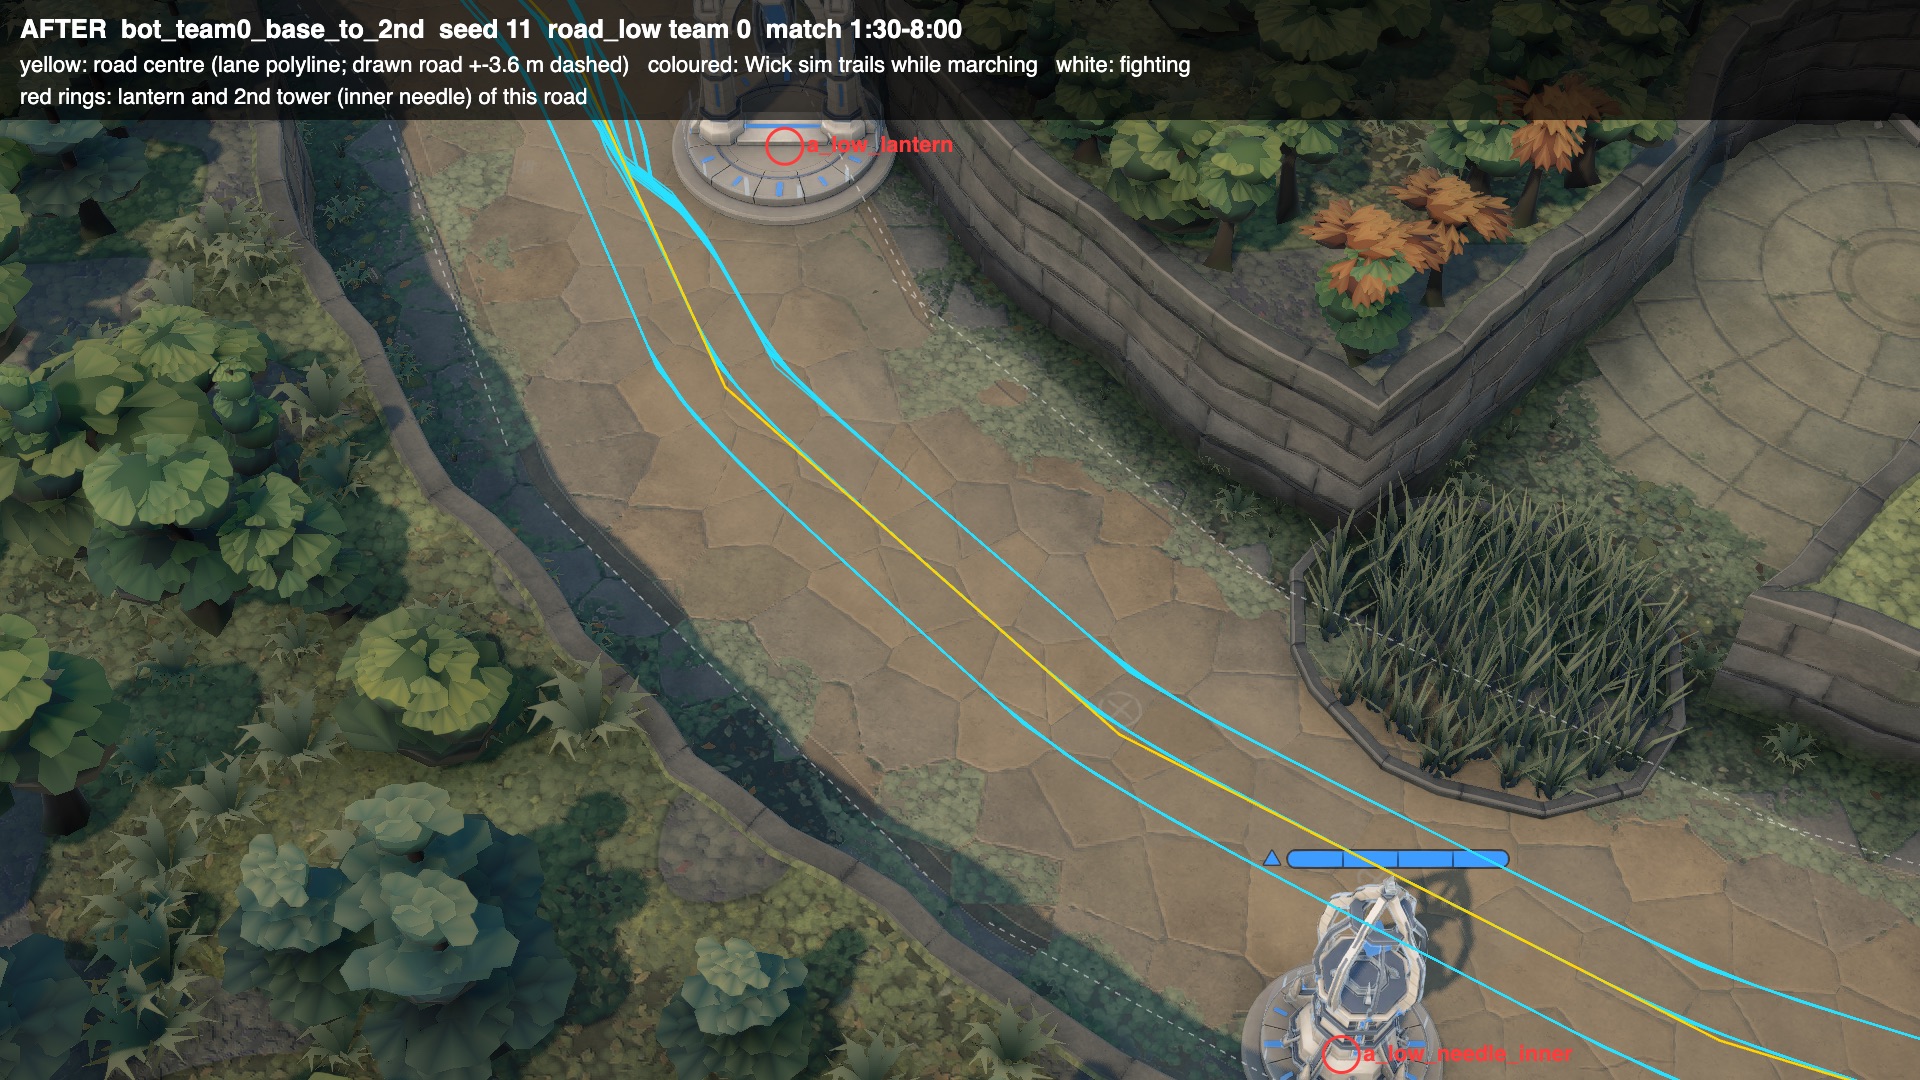 AFTER bot_team0_base_to_2nd seed 11 road_low team 0 match 1:30-8:00
yellow: road centre (lane polyline; drawn road +-3.6 m dashed) coloured: Wick sim trails while marching white: fighting
red rings: lantern and 2nd tower (inner needle) of this road
a_low_lantern
a_low_needle_inner